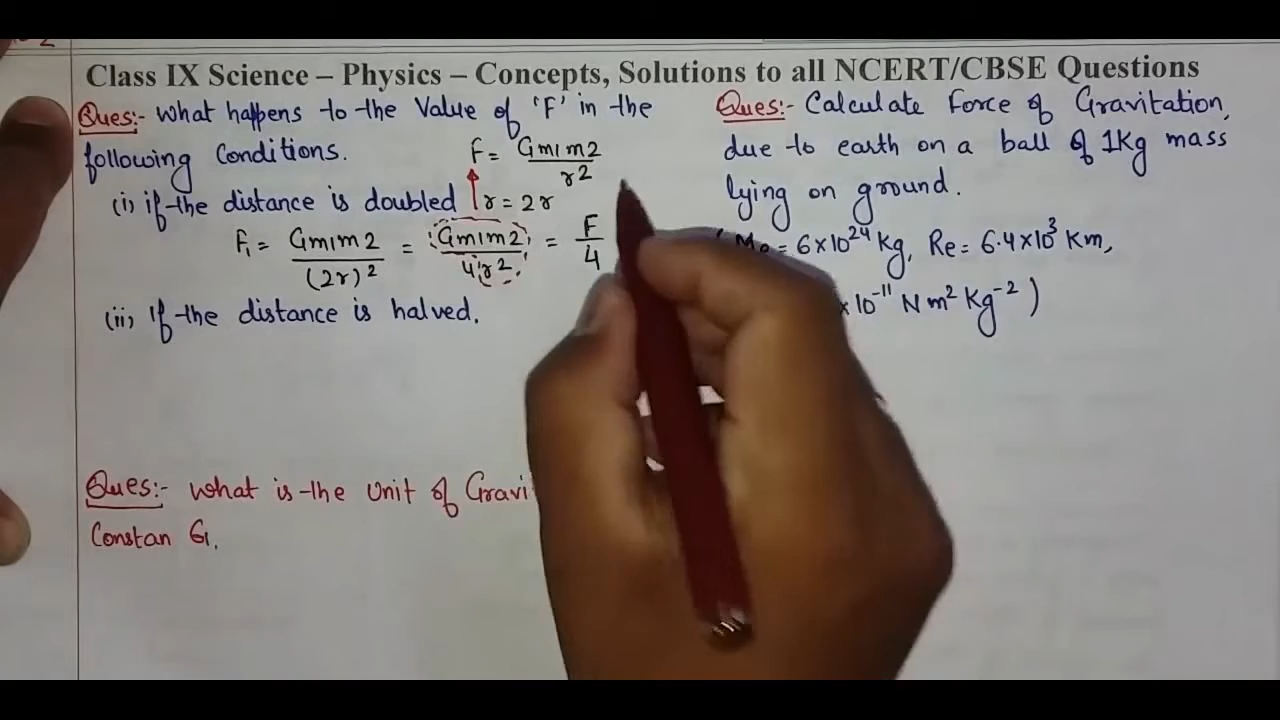 Class IX Science – Physics – Concepts, Solutions to all NCERT/CBSE Questions
Ques:- What happens to the Value of 'F' in the
following Conditions.
F = Gm1m2 / r2
(i) if the distance is doubled r = 2r
F1 = Gm1m2 / (2r)2 = Gm1m2 / 4r2 = F / 4
(ii) If the distance is halved.
Ques:- What is the Unit of Gravi
Constan G.
Ques:- Calculate Force of Gravitation,
due to earth on a ball of 1Kg mass
lying on ground.
= 6×10^24 kg, Re = 6.4×10^3 Km,
×10^-11 N m^2 Kg^-2 )